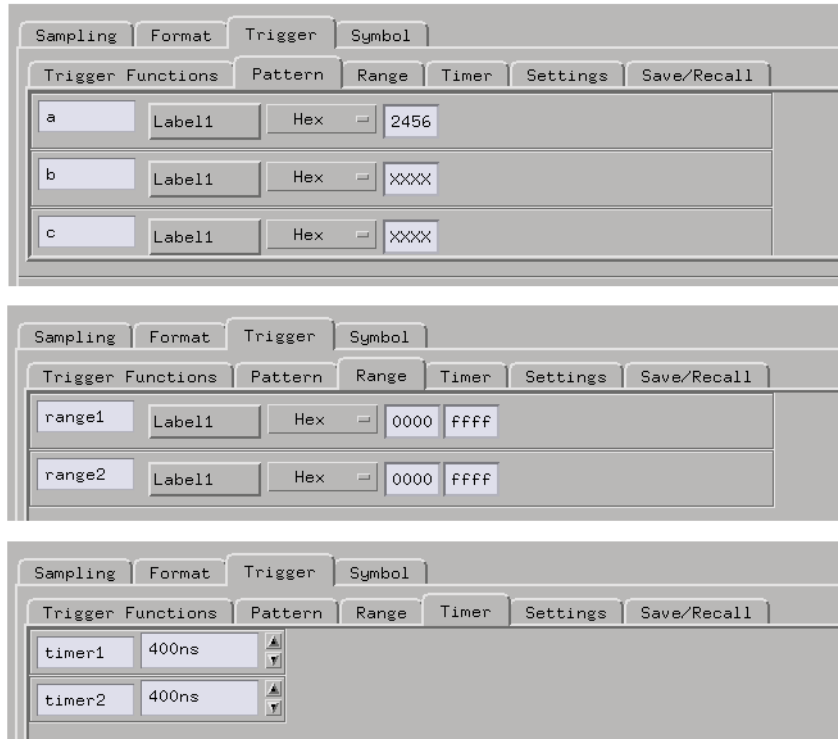 Sampling Format Trigger Symbol
Trigger Functions Pattern Range Timer Settings Save/Recall
a Label1 Hex 2456
b Label1 Hex XXXX
c Label1 Hex XXXX
Sampling Format Trigger Symbol
Trigger Functions Pattern Range Timer Settings Save/Recall
range1 Label1 Hex 0000 ffff
range2 Label1 Hex 0000 ffff
Sampling Format Trigger Symbol
Trigger Functions Pattern Range Timer Settings Save/Recall
timer1 400ns
timer2 400ns